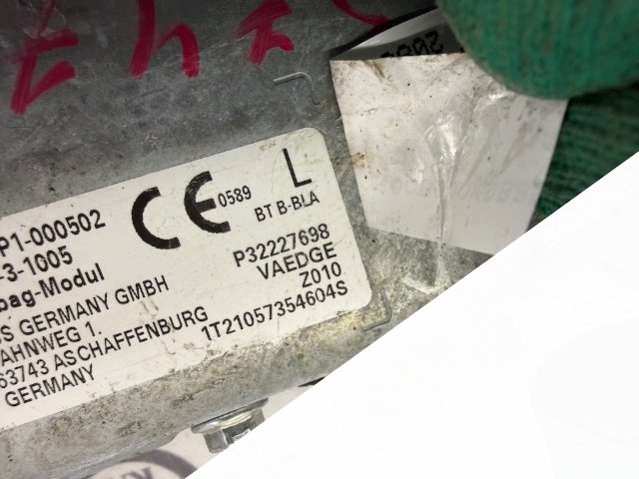 2802
CE 0589 L
BT B-BLA
P1-000502
-3-1005
bag-Modul
P32227698
S GERMANY GMBH
VAEDGE
AHNWEG 1.
Z010
63743 ASCHAFFENBURG
1T21057354604S
GERMANY